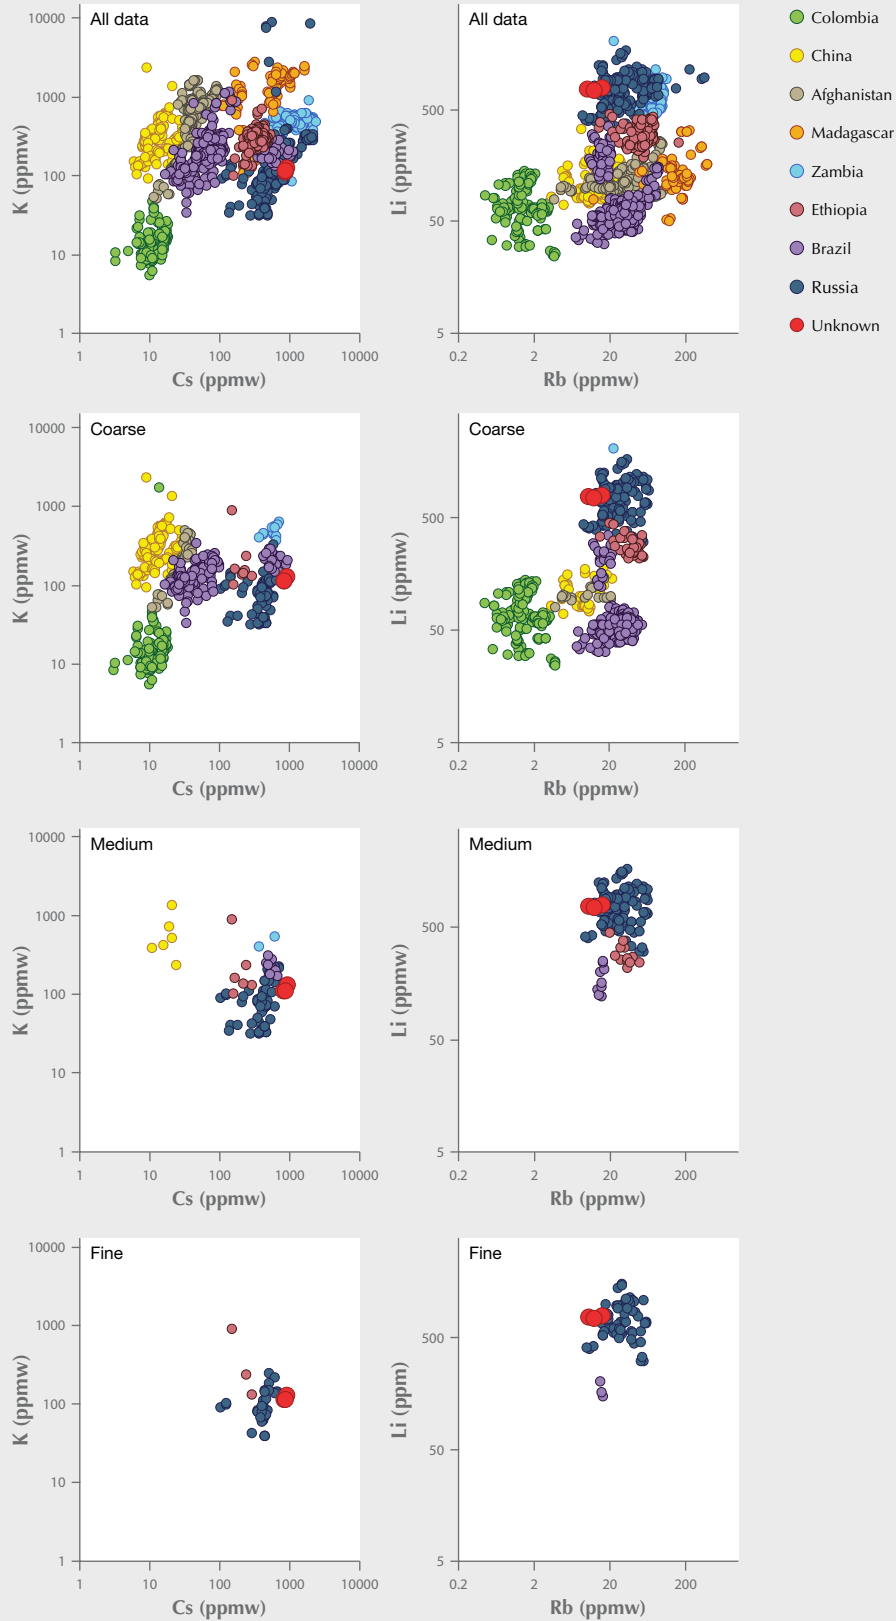 All data
10000
1000
100
10
1
K (ppmw)
1
10
100
1000
10000
Cs (ppmw)
All data
500
50
5
Li (ppmw)
0.2
2
20
200
Rb (ppmw)
Colombia
China
Afghanistan
Madagascar
Zambia
Ethiopia
Brazil
Russia
Unknown
Coarse
10000
1000
100
10
1
K (ppmw)
1
10
100
1000
10000
Cs (ppmw)
Coarse
500
50
5
Li (ppmw)
0.2
2
20
200
Rb (ppmw)
Medium
10000
1000
100
10
1
K (ppmw)
1
10
100
1000
10000
Cs (ppmw)
Medium
500
50
5
Li (ppmw)
0.2
2
20
200
Rb (ppmw)
Fine
10000
1000
100
10
1
K (ppmw)
1
10
100
1000
10000
Cs (ppmw)
Fine
500
50
5
Li (ppm)
0.2
2
20
200
Rb (ppmw)